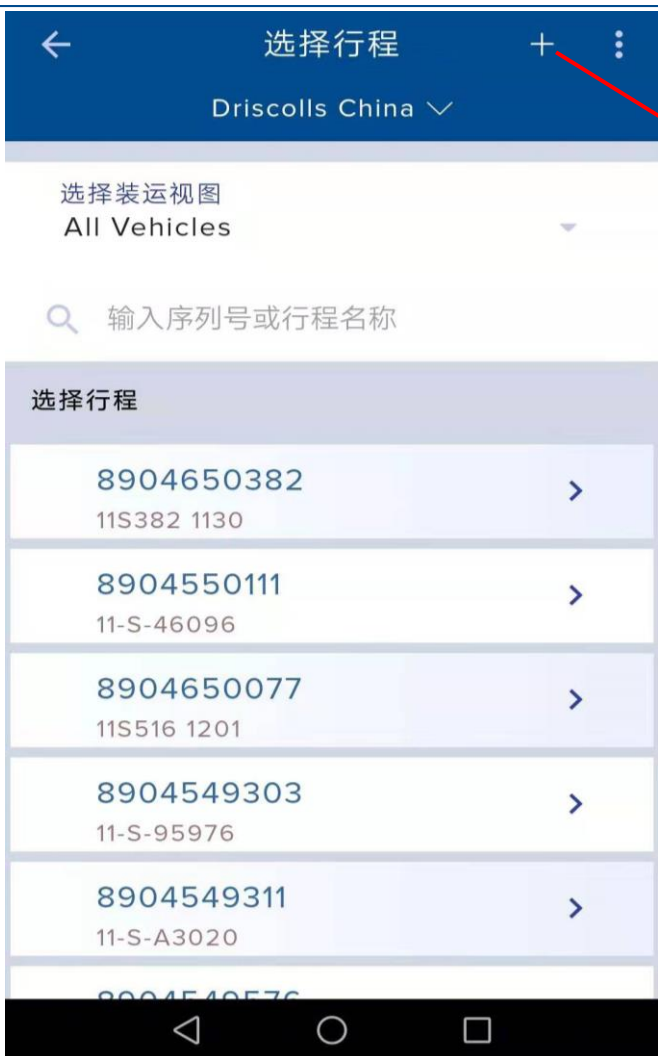 选择行程
Driscolls China
选择装运视图
All Vehicles
输入序列号或行程名称
选择行程
8904650382
11S382 1130
8904550111
11-S-46096
8904650077
11S516 1201
8904549303
11-S-95976
8904549311
11-S-A3020